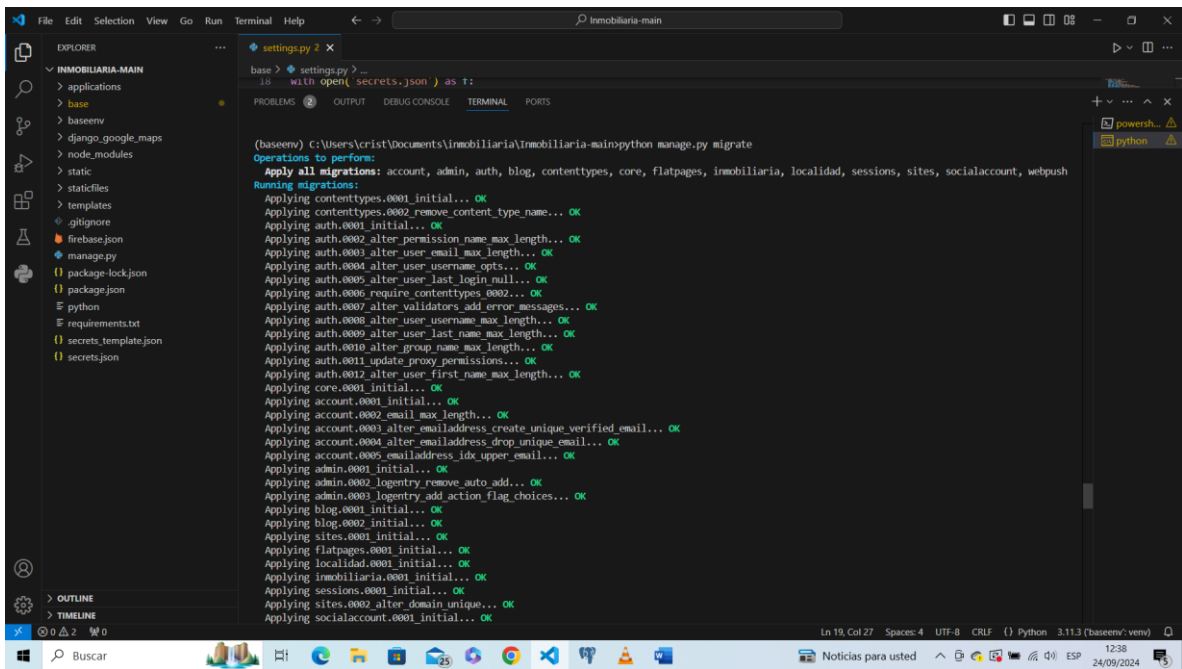 File Edit Selection View Go Run Terminal Help
Inmobiliaria-main
EXPLORER
INMOBILIARIA-MAIN
applications
base
baseenv
django_google_maps
node_modules
static
staticfiles
templates
.gitignore
firebase.json
manage.py
package-lock.json
package.json
python
requirements.txt
secrets_template.json
secrets.json
OUTLINE
TIMELINE
settings.py 2
base > settings.py > ...
18 with open('secrets.json') as f:
PROBLEMS 2 OUTPUT DEBUG CONSOLE TERMINAL PORTS
powersh...
python
(baseenv) C:\Users\crist\Documents\inmobiliaria\Inmobiliaria-main>python manage.py migrate
Operations to perform:
Apply all migrations: account, admin, auth, blog, contenttypes, core, flatpages, inmobiliaria, localidad, sessions, sites, socialaccount, webpush
Running migrations:
Applying contenttypes.0001_initial... OK
Applying contenttypes.0002_remove_content_type_name... OK
Applying auth.0001_initial... OK
Applying auth.0002_alter_permission_name_max_length... OK
Applying auth.0003_alter_user_email_max_length... OK
Applying auth.0004_alter_user_username_opts... OK
Applying auth.0005_alter_user_last_login_null... OK
Applying auth.0006_require_contenttypes_0002... OK
Applying auth.0007_alter_validators_add_error_messages... OK
Applying auth.0008_alter_user_username_max_length... OK
Applying auth.0009_alter_user_last_name_max_length... OK
Applying auth.0010_alter_group_name_max_length... OK
Applying auth.0011_update_proxy_permissions... OK
Applying auth.0012_alter_user_first_name_max_length... OK
Applying core.0001_initial... OK
Applying account.0001_initial... OK
Applying account.0002_email_max_length... OK
Applying account.0003_alter_emailaddress_create_unique_verified_email... OK
Applying account.0004_alter_emailaddress_drop_unique_email... OK
Applying account.0005_emailaddress_idx_upper_email... OK
Applying admin.0001_initial... OK
Applying admin.0002_logentry_remove_auto_add... OK
Applying admin.0003_logentry_add_action_flag_choices... OK
Applying blog.0001_initial... OK
Applying blog.0002_initial... OK
Applying sites.0001_initial... OK
Applying flatpages.0001_initial... OK
Applying localidad.0001_initial... OK
Applying inmobiliaria.0001_initial... OK
Applying sessions.0001_initial... OK
Applying sites.0002_alter_domain_unique... OK
Applying socialaccount.0001_initial... OK
0 2 0 Ln 19, Col 27 Spaces: 4 UTF-8 CRLF {} Python 3.11.3 ('baseenv': venv)
Buscar 25 Noticias para usted ESP 12:38
24/09/2024 5